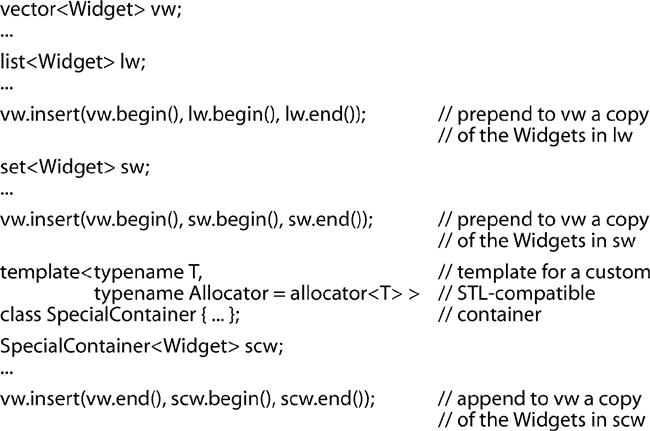 vector<Widget> vw;
...
list<Widget> lw;
...
vw.insert(vw.begin(), lw.begin(), lw.end()); // prepend to vw a copy
// of the Widgets in lw
set<Widget> sw;
...
vw.insert(vw.begin(), sw.begin(), sw.end()); // prepend to vw a copy
// of the Widgets in sw
template<typename T, // template for a custom
typename Allocator = allocator<T> > // STL-compatible
class SpecialContainer { ... }; // container
SpecialContainer<Widget> scw;
...
vw.insert(vw.end(), scw.begin(), scw.end()); // append to vw a copy
// of the Widgets in scw